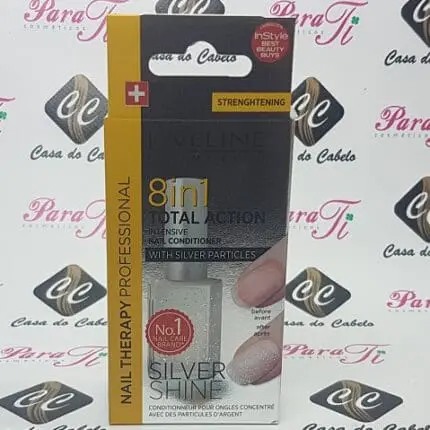 InStyle
BEST
BEAUTY
BUYS
STRENGHTENING
EVELINE
8in1
TOTAL ACTION
INTENSIVE
NAIL CONDITIONER
WITH SILVER PARTICLES
NAIL THERAPY PROFESSIONAL
Before
avant
after
après
No.1
NAIL CARE
BRAND*
SILVER
SHINE
CONDITIONNEUR POUR ONGLES CONCENTRÉ
AVEC DES PARTICULES D'ARGENT
ParaTi
cosméticos
CC
Casa do Cabelo